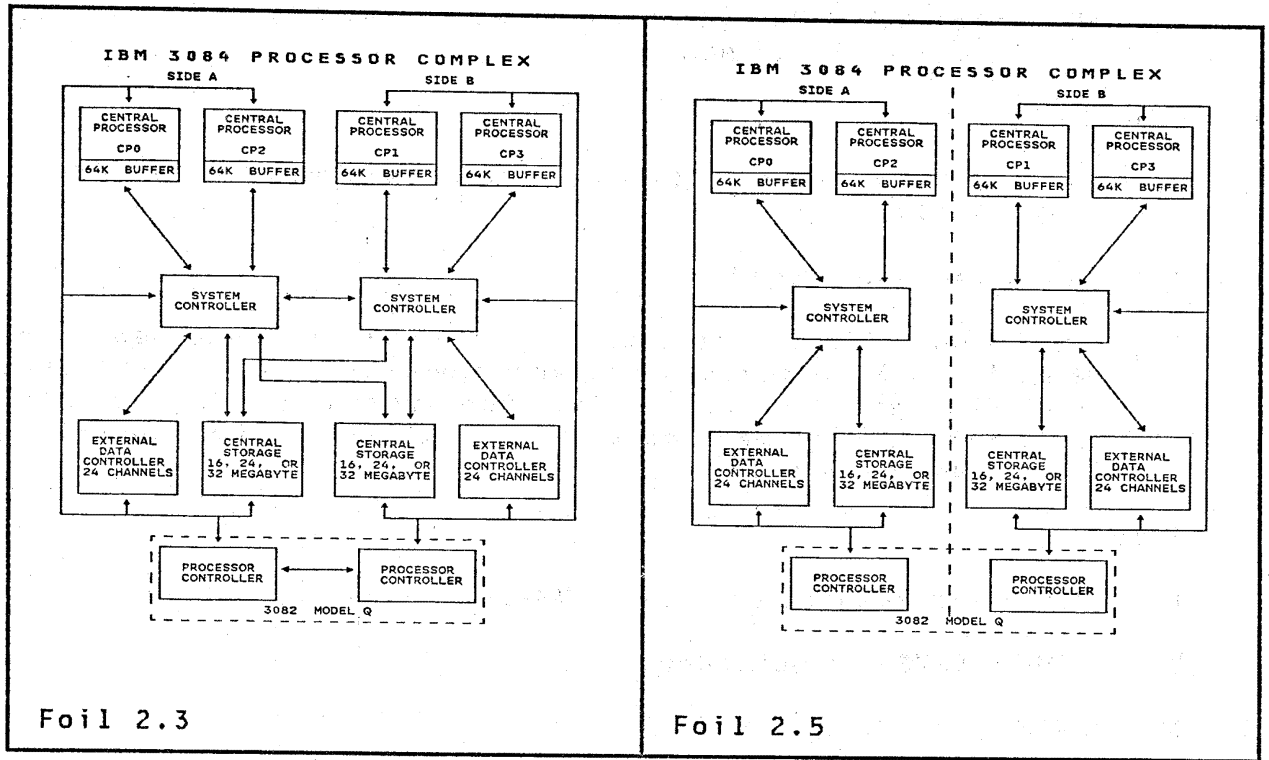 IBM 3084 PROCESSOR COMPLEX
SIDE A
SIDE B
CENTRAL
PROCESSOR
CP0
64K BUFFER
CENTRAL
PROCESSOR
CP2
64K BUFFER
CENTRAL
PROCESSOR
CP1
64K BUFFER
CENTRAL
PROCESSOR
CP3
64K BUFFER
SYSTEM
CONTROLLER
SYSTEM
CONTROLLER
EXTERNAL
DATA
CONTROLLER
24 CHANNELS
CENTRAL
STORAGE
16, 24, OR
32 MEGABYTE
CENTRAL
STORAGE
16, 24, OR
32 MEGABYTE
EXTERNAL
DATA
CONTROLLER
24 CHANNELS
PROCESSOR
CONTROLLER
PROCESSOR
CONTROLLER
3082 MODEL Q
Foil 2.3
IBM 3084 PROCESSOR COMPLEX
SIDE A
SIDE B
CENTRAL
PROCESSOR
CP0
64K BUFFER
CENTRAL
PROCESSOR
CP2
64K BUFFER
CENTRAL
PROCESSOR
CP1
64K BUFFER
CENTRAL
PROCESSOR
CP3
64K BUFFER
SYSTEM
CONTROLLER
SYSTEM
CONTROLLER
EXTERNAL
DATA
CONTROLLER
24 CHANNELS
CENTRAL
STORAGE
16, 24, OR
32 MEGABYTE
CENTRAL
STORAGE
16, 24, OR
32 MEGABYTE
EXTERNAL
DATA
CONTROLLER
24 CHANNELS
PROCESSOR
CONTROLLER
PROCESSOR
CONTROLLER
3082 MODEL Q
Foil 2.5